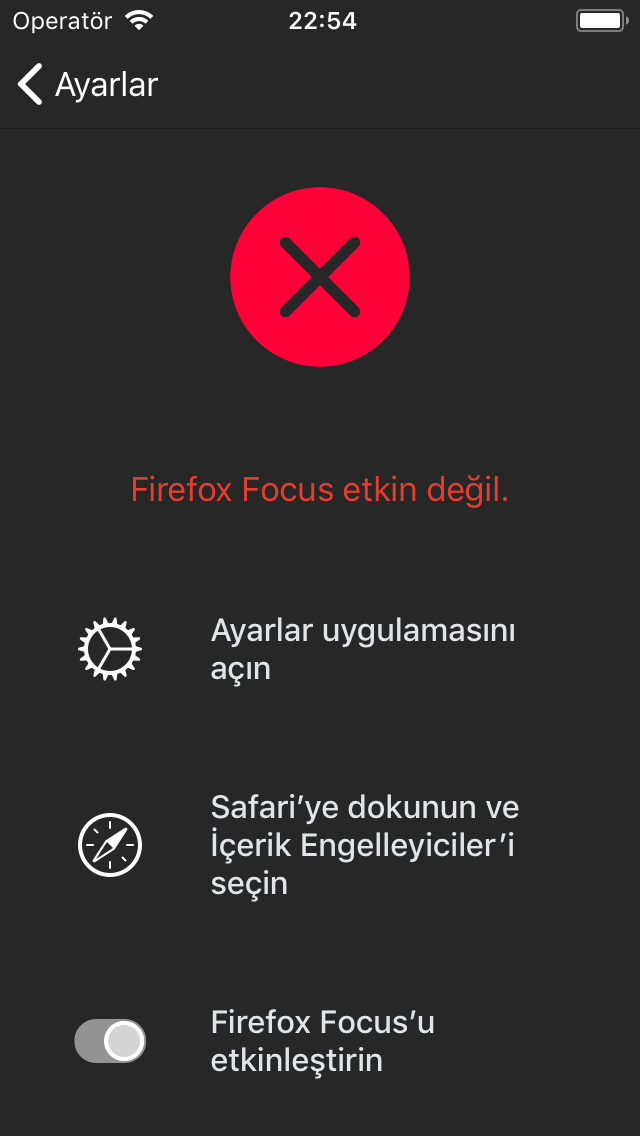 Operatör 22:54
Ayarlar
Firefox Focus etkin değil.
Ayarlar uygulamasını
açın
Safari’ye dokunun ve
İçerik Engelleyiciler’i
seçin
Firefox Focus’u
etkinleştirin